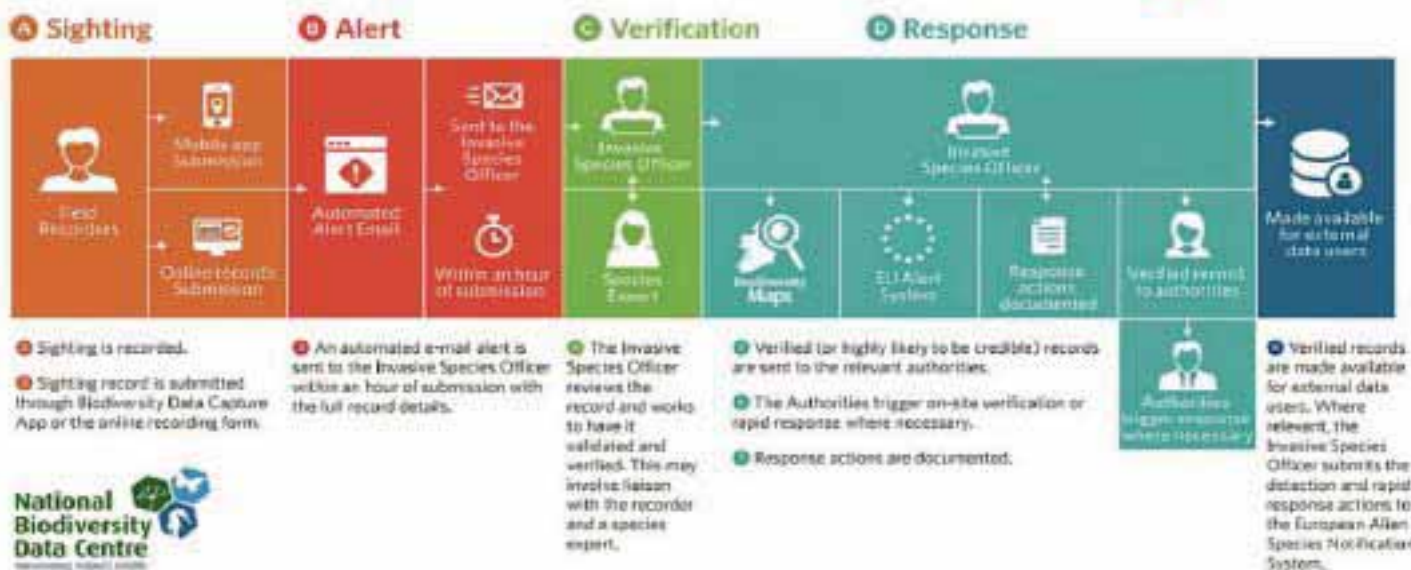 A Sighting
B Alert
C Verification
D Response
Field
Recorders
Mobile app
Submission
Online records
Submission
Automated
Alert Email
Sent to the
Invasive
Species
Officer
Within an hour
of submission
Invasive
Species Officer
Species
Expert
Invasive
Species Officer
Biodiversity
Maps
EU Alert
System
Response
actions
documented
Verified
to authorities
Authorities
trigger response
where necessary
Made available
for external
data users
Sighting is recorded.
Sighting record is submitted
through Biodiversity Data Capture
App or the online recording form.
An automated e-mail alert is
sent to the Invasive Species Officer
within an hour of submission with
the full record details.
The Invasive
Species Officer
reviews the
record and works
to have it
validated and
verified. This may
involve liaison
with the recorder
and a species
expert.
Verified (or highly likely to be credible) records
are sent to the relevant authorities.
The Authorities trigger on-site verification or
rapid response where necessary.
Response actions are documented.
Verified records
are made available
for external data
users. Where
relevant, the
Invasive Species
Officer submits the
detection and rapid
response actions to
the European Alien
Species Notification
System.
National
Biodiversity
Data Centre